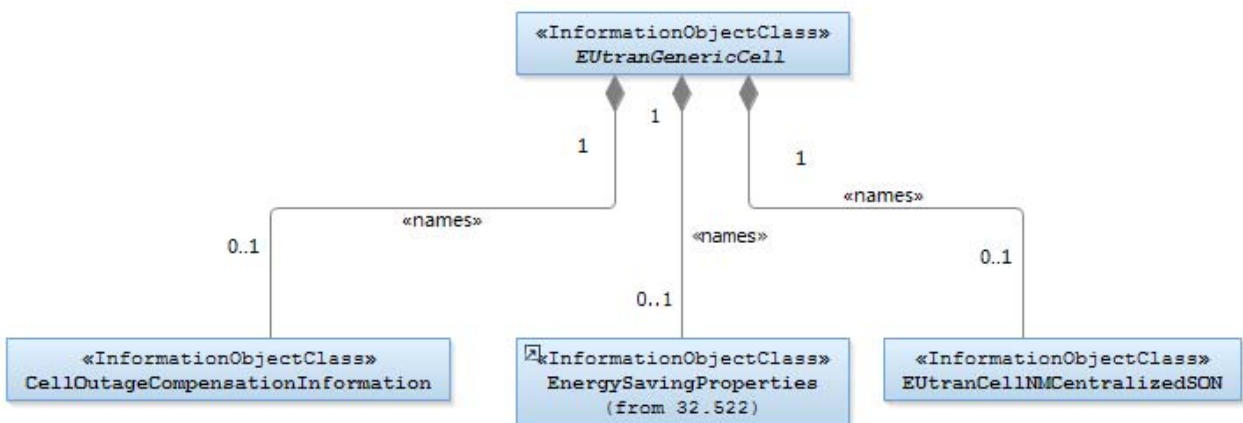 «InformationObjectClass»
EUtranGenericCell
1
1
1
«names»
«names»
«names»
0..1
0..1
0..1
«InformationObjectClass»
CellOutageCompensationInformation
«InformationObjectClass»
EnergySavingProperties
(from 32.522)
«InformationObjectClass»
EUtranCellNMCentralizedSON